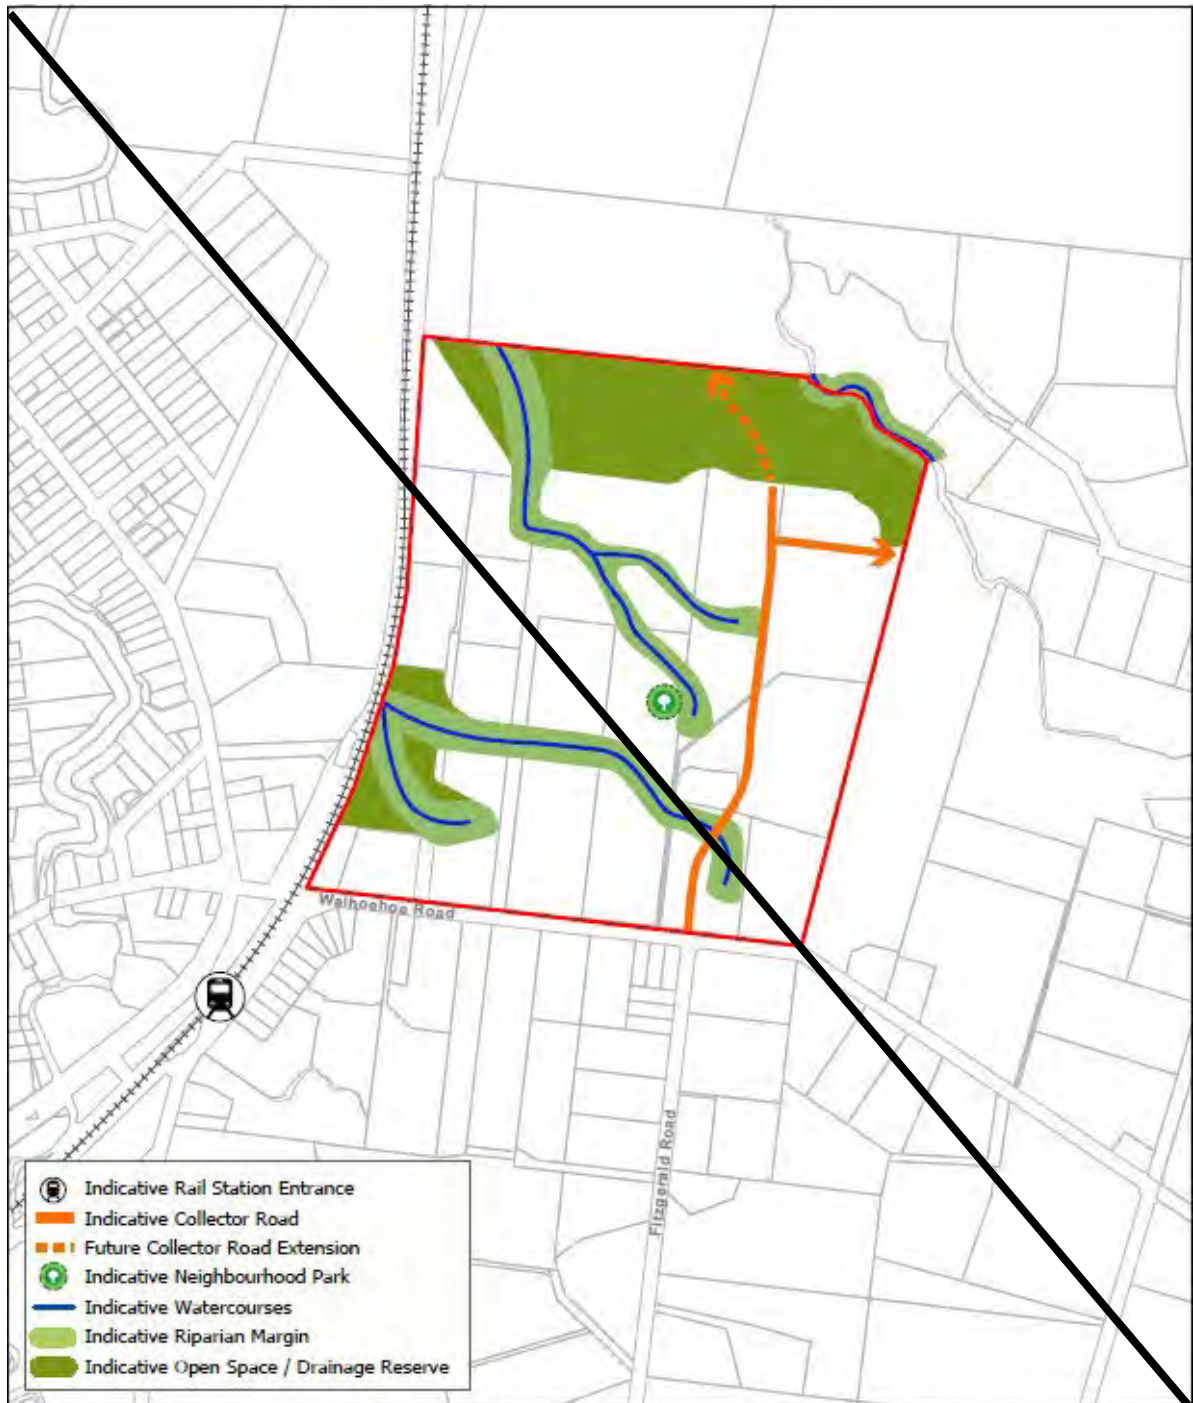 Waihoehoe Road
Fitzgerald Road
Indicative Rail Station Entrance
Indicative Collector Road
Future Collector Road Extension
Indicative Neighbourhood Park
Indicative Watercourses
Indicative Riparian Margin
Indicative Open Space / Drainage Reserve